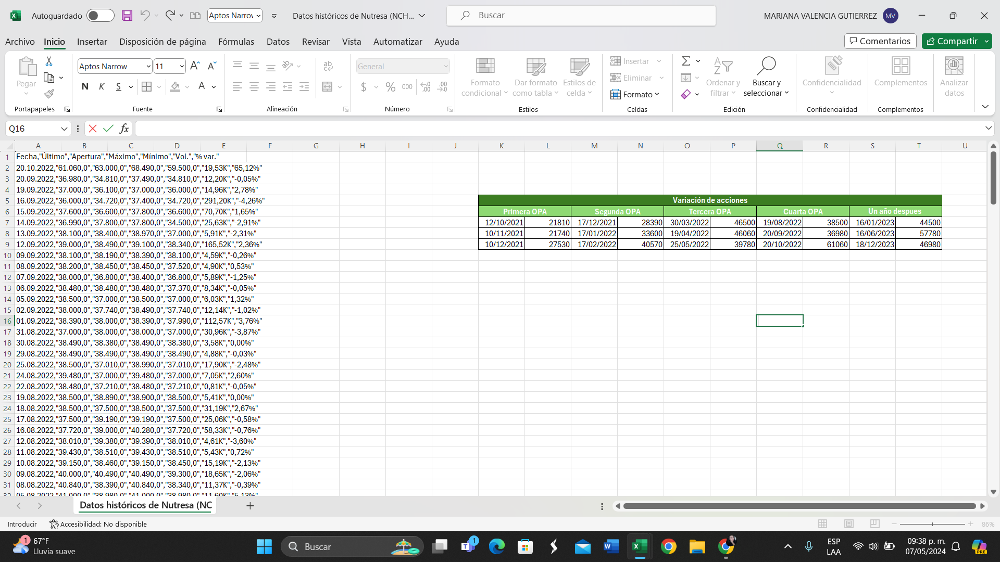 Autoguardado
Aptos Narrow
Datos históricos de Nutresa (NCH...
Buscar
MARIANA VALENCIA GUTIERREZ MV
Archivo Inicio Insertar Disposición de página Fórmulas Datos Revisar Vista Automatizar Ayuda
Comentarios Compartir
Pegar
Portapapeles
Aptos Narrow 11
N K S
Fuente
Alineación
General
$ % 000
Número
Formato condicional
Dar formato como tabla
Estilos de celda
Estilos
Insertar
Eliminar
Formato
Celdas
Ordenar y filtrar
Buscar y seleccionar
Edición
Confidencialidad
Confidencialidad
Complementos
Complementos
Analizar datos
Q16 fx
A B C D E F G H I J K L M N O P Q R S T U
1 Fecha,"Último","Apertura","Máximo","Mínimo","Vol.","% var."
2 20.10.2022,"61.060,0","63.000,0","68.490,0","59.500,0","19,53K","65,12%"
3 20.09.2022,"36.980,0","34.810,0","37.490,0","34.810,0","12,20K","-0,05%"
4 19.09.2022,"37.000,0","36.100,0","37.000,0","36.000,0","14,96K","2,78%"
5 16.09.2022,"36.000,0","34.720,0","37.400,0","34.720,0","291,20K","-4,26%"
6 15.09.2022,"37.600,0","36.600,0","37.800,0","36.600,0","70,70K","1,65%"
7 14.09.2022,"36.990,0","37.800,0","37.800,0","34.500,0","25,63K","-2,91%"
8 13.09.2022,"38.100,0","38.400,0","38.970,0","37.000,0","5,91K","-2,31%"
9 12.09.2022,"39.000,0","38.490,0","39.100,0","38.340,0","165,52K","2,36%"
10 09.09.2022,"38.100,0","38.190,0","38.390,0","38.100,0","4,59K","-0,26%"
11 08.09.2022,"38.200,0","38.450,0","38.450,0","37.520,0","4,90K","0,53%"
12 07.09.2022,"38.000,0","36.800,0","38.400,0","36.800,0","5,89K","-1,25%"
13 06.09.2022,"38.480,0","38.480,0","38.480,0","37.370,0","8,34K","-0,05%"
14 05.09.2022,"38.500,0","37.000,0","38.500,0","37.000,0","6,03K","1,32%"
15 02.09.2022,"38.000,0","37.740,0","38.490,0","37.740,0","12,14K","-1,02%"
16 01.09.2022,"38.390,0","38.000,0","38.390,0","37.990,0","112,57K","3,76%"
17 31.08.2022,"37.000,0","38.000,0","38.000,0","37.000,0","30,96K","-3,87%"
18 30.08.2022,"38.490,0","38.380,0","38.490,0","38.380,0","3,58K","0,00%"
19 29.08.2022,"38.490,0","38.490,0","38.490,0","38.490,0","4,88K","-0,03%"
20 25.08.2022,"38.500,0","37.010,0","38.990,0","37.010,0","17,90K","-2,48%"
21 24.08.2022,"39.480,0","37.000,0","39.480,0","37.000,0","7,05K","2,60%"
22 22.08.2022,"38.480,0","37.210,0","38.480,0","37.210,0","0,81K","-0,05%"
23 19.08.2022,"38.500,0","38.890,0","38.900,0","38.500,0","5,41K","0,00%"
24 18.08.2022,"38.500,0","37.500,0","38.500,0","37.500,0","31,19K","2,67%"
25 17.08.2022,"37.500,0","39.190,0","39.190,0","37.500,0","25,06K","-0,58%"
26 16.08.2022,"37.720,0","39.000,0","40.280,0","37.720,0","58,33K","-0,76%"
27 12.08.2022,"38.010,0","39.380,0","39.390,0","38.010,0","4,61K","-3,60%"
28 11.08.2022,"39.430,0","38.510,0","39.430,0","38.510,0","5,43K","0,72%"
29 10.08.2022,"39.150,0","38.460,0","39.150,0","38.450,0","15,19K","-2,13%"
30 09.08.2022,"40.000,0","40.490,0","40.490,0","39.300,0","18,65K","-2,06%"
31 08.08.2022,"40.840,0","38.390,0","40.840,0","38.340,0","11,37K","-0,39%"
32 05.08.2022,"41.000,0","38.980,0","41.000,0","38.980,0","11,60K","5,13%"
Variación de acciones
Primera OPA Segunda OPA Tercera OPA Cuarta OPA Un año despues
12/10/2021 21810 17/12/2021 28390 30/03/2022 46500 19/08/2022 38500 16/01/2023 44500
10/11/2021 21740 17/01/2022 33600 19/04/2022 46060 20/09/2022 36980 16/06/2023 57780
10/12/2021 27530 17/02/2022 40570 25/05/2022 39780 20/10/2022 61060 18/12/2023 46980
Datos históricos de Nutresa (NC
Introducir Accesibilidad: No disponible 86%
67°F
Lluvia suave
Buscar
ESP
LAA
09:38 p. m.
07/05/2024